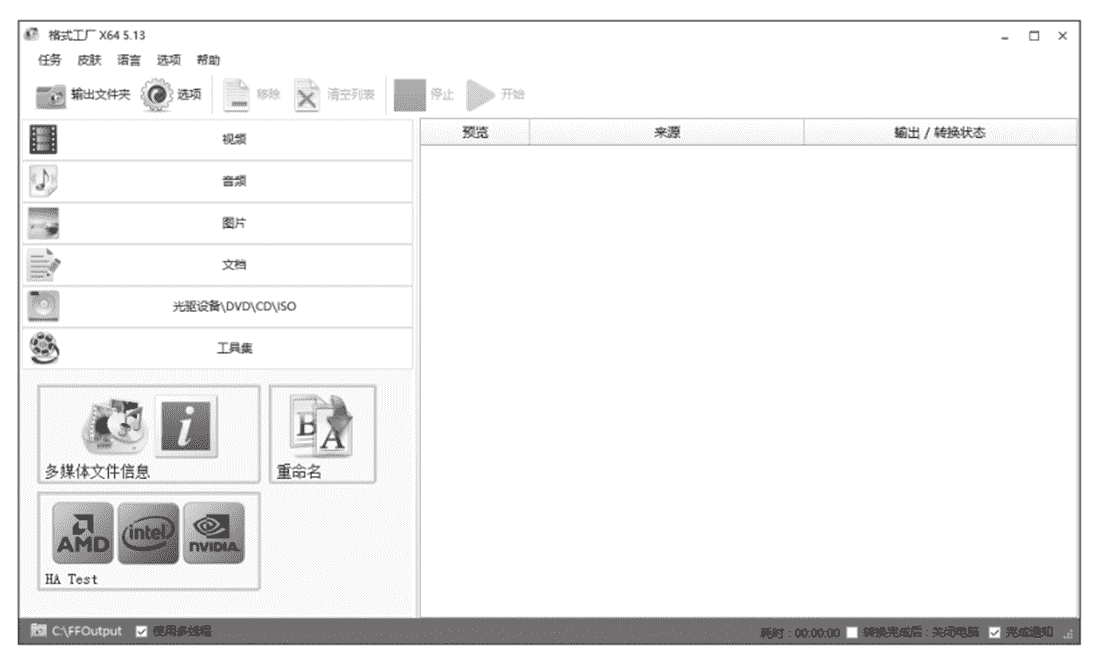 格式工厂 X64 5.13
任务 皮肤 语言 选项 帮助
输出文件夹 选项 移除 清空列表 停止 开始
预览 来源 输出 / 转换状态
视频
音频
图片
文档
光驱设备\DVD\CD\ISO
工具集
B A
多媒体文件信息 重命名
AMD intel NVIDIA
HA Test
C:\FFOutput 使用多线程 耗时 : 00:00:00 转换完成后 : 关闭电脑 完成通知